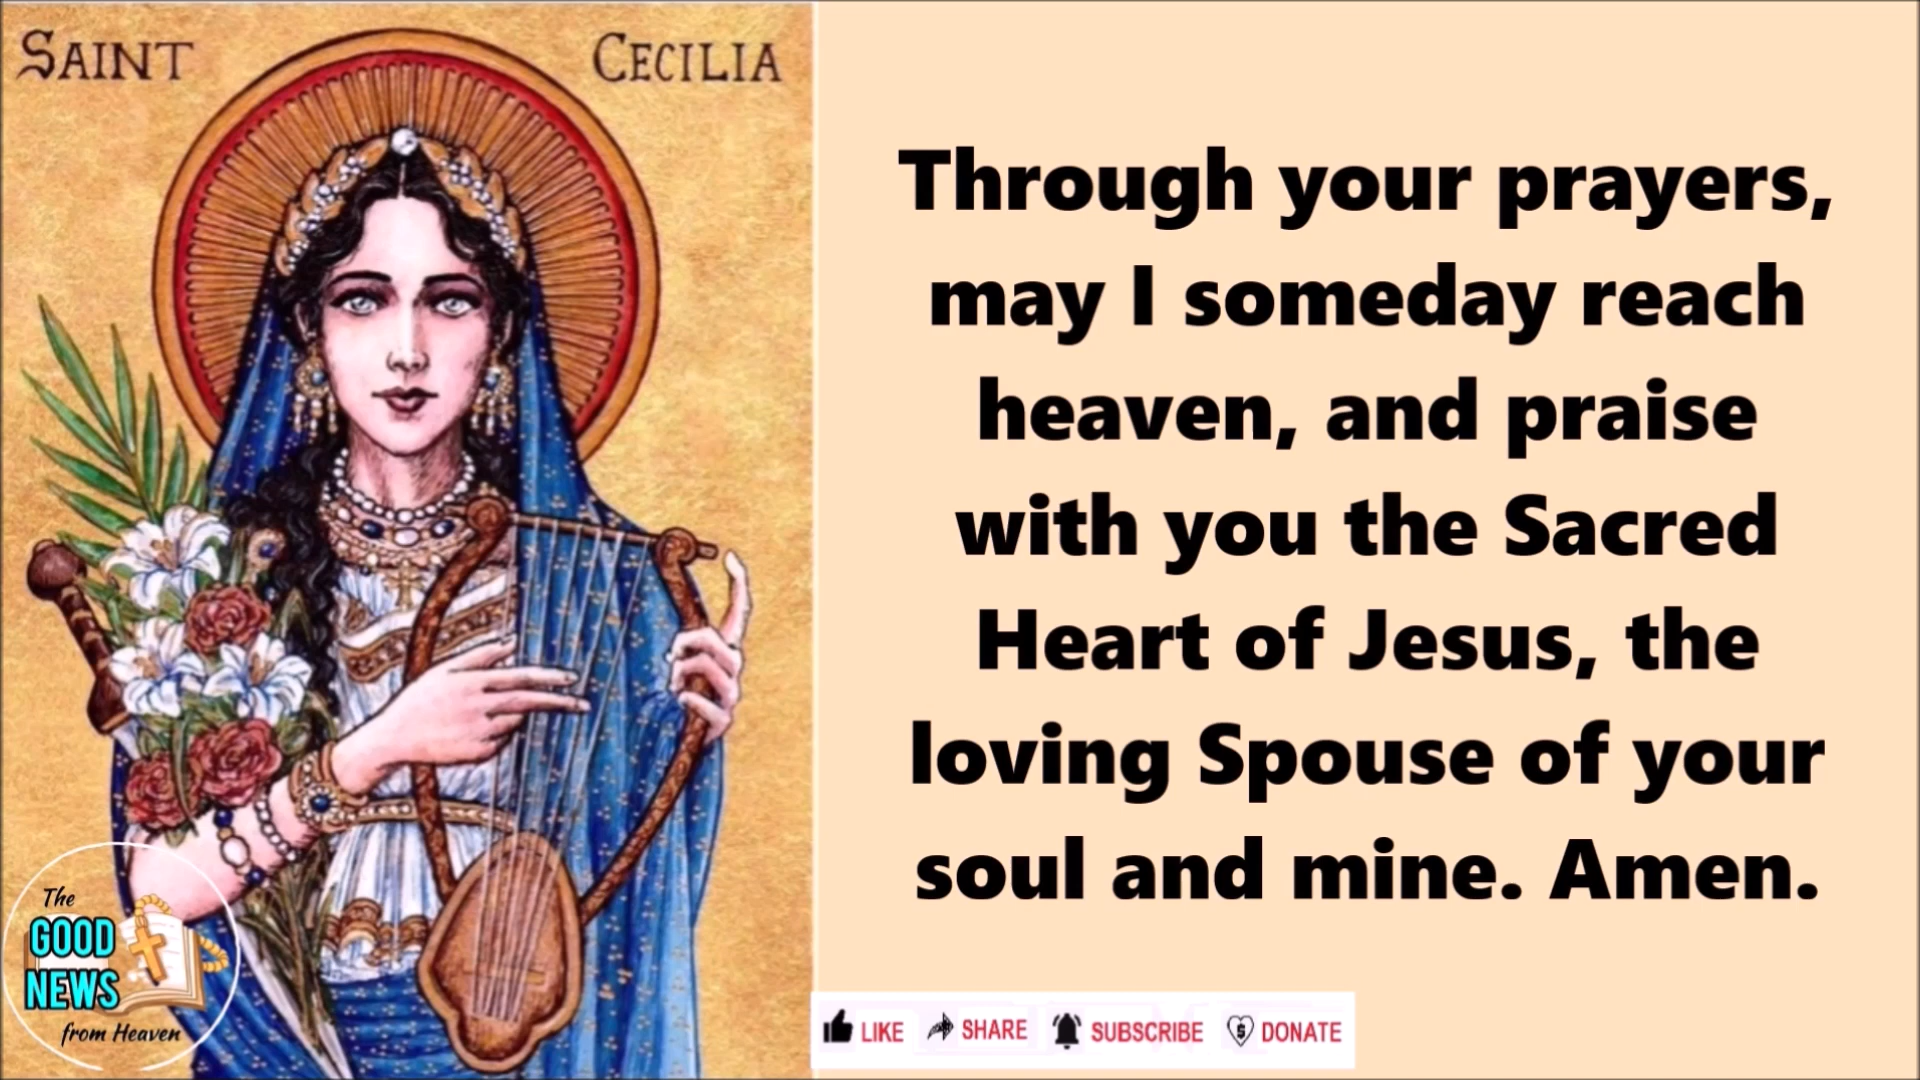 SAINT CECILIA
Through your prayers,
may I someday reach
heaven, and praise
with you the Sacred
Heart of Jesus, the
loving Spouse of your
soul and mine. Amen.
The
GOOD
NEWS
from Heaven
LIKE SHARE SUBSCRIBE DONATE